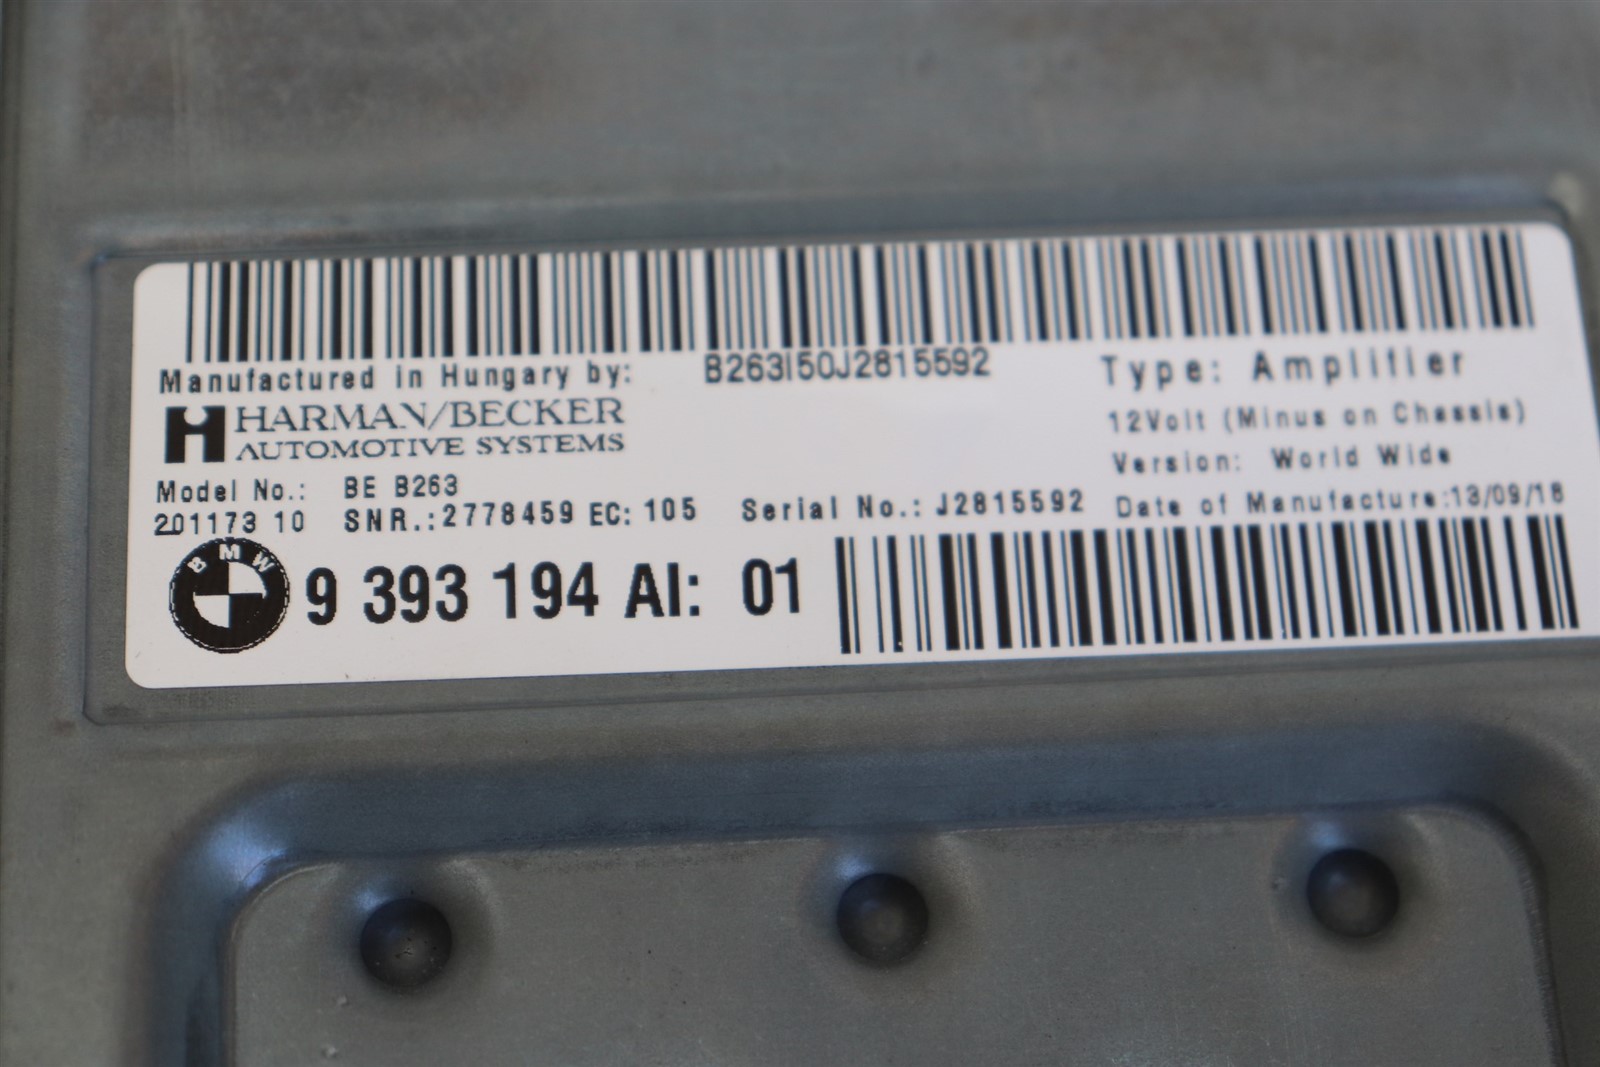 Manufactured in Hungary by: B263I50J2815592 Type: Amplifier
HARMAN/BECKER
AUTOMOTIVE SYSTEMS
12Volt (Minus on Chassis)
Version: World Wide
Model No.: BE B263
201173 10 SNR.:2778459 EC: 105 Serial No.: J2815592 Date of Manufacture:13/09/18
BMW 9 393 194 AI: 01